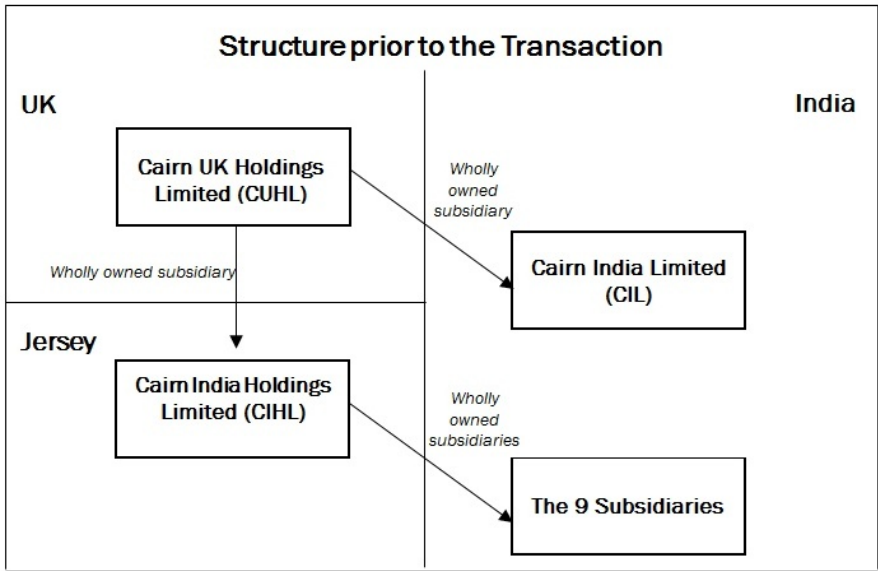 Structure prior to the Transaction
UK
India
Cairn UK Holdings
Limited (CUHL)
Wholly
owned
subsidiary
Cairn India Limited
(CIL)
Wholly owned subsidiary
Jersey
Cairn India Holdings
Limited (CIHL)
Wholly
owned
subsidiaries
The 9 Subsidiaries